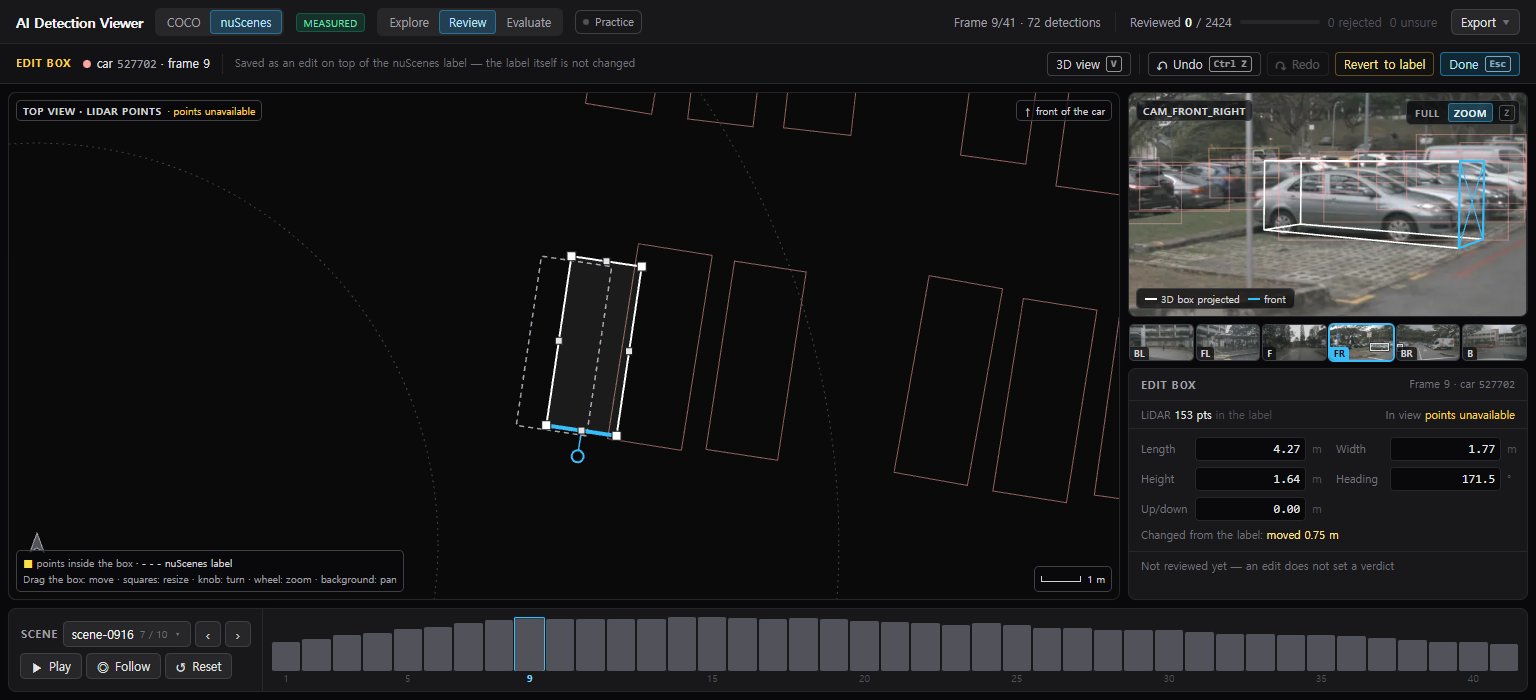 AI Detection Viewer COCO nuScenes MEASURED Explore Review Evaluate Practice Frame 9/41 · 72 detections Reviewed 0 / 2424 0 rejected 0 unsure Export
EDIT BOX car 527702 · frame 9 Saved as an edit on top of the nuScenes label — the label itself is not changed 3D view V Undo Ctrl Z Redo Revert to label Done Esc
TOP VIEW · LIDAR POINTS · points unavailable
↑ front of the car
CAM_FRONT_RIGHT FULL ZOOM Z
3D box projected front
BL FL F FR BR B
EDIT BOX Frame 9 · car 527702
LiDAR 153 pts in the label In view points unavailable
Length 4.27 m Width 1.77 m
Height 1.64 m Heading 171.5 °
Up/down 0.00 m
Changed from the label: moved 0.75 m
Not reviewed yet — an edit does not set a verdict
points inside the box · - - - nuScenes label
Drag the box: move · squares: resize · knob: turn · wheel: zoom · background: pan
1 m
SCENE scene-0916 7 / 10 ‹ ›
Play Follow Reset
1 5 9 15 20 25 30 35 40